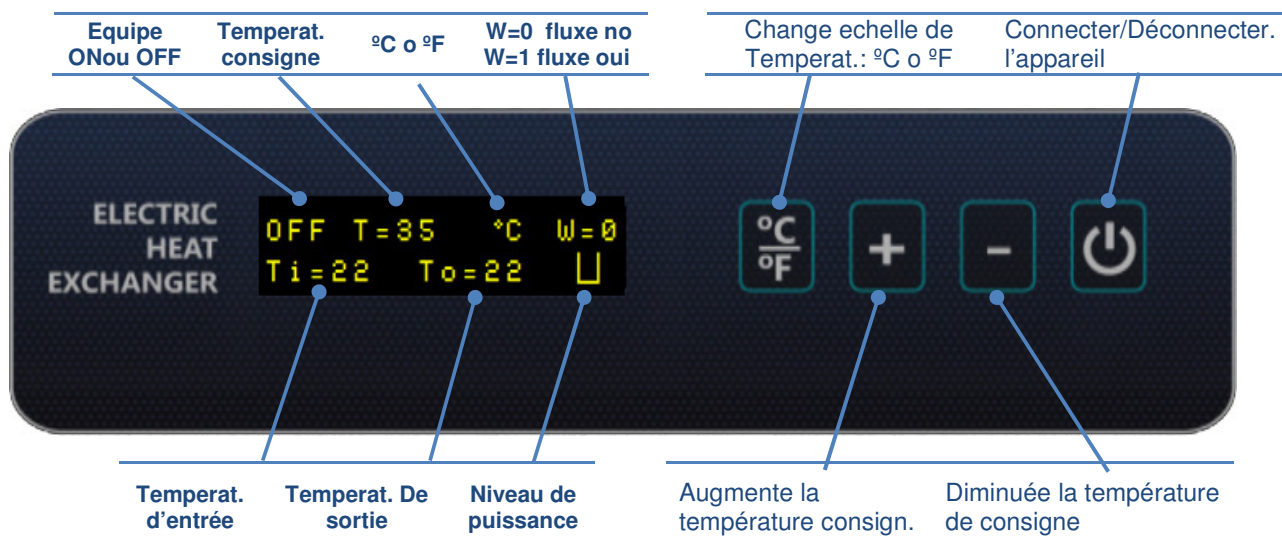 Equipe
ONou OFF
Temperat.
consigne
ºC o ºF
W=0 fluxe no
W=1 fluxe oui
Change echelle de
Temperat.: ºC o ºF
Connecter/Déconnecter.
l'appareil
ELECTRIC
HEAT
EXCHANGER
OFF T=35 °C W=0
Ti=22 To=22
ºC
ºF
+
-
Temperat.
d'entrée
Temperat. De
sortie
Niveau de
puissance
Augmente la
température consign.
Diminuée la température
de consigne